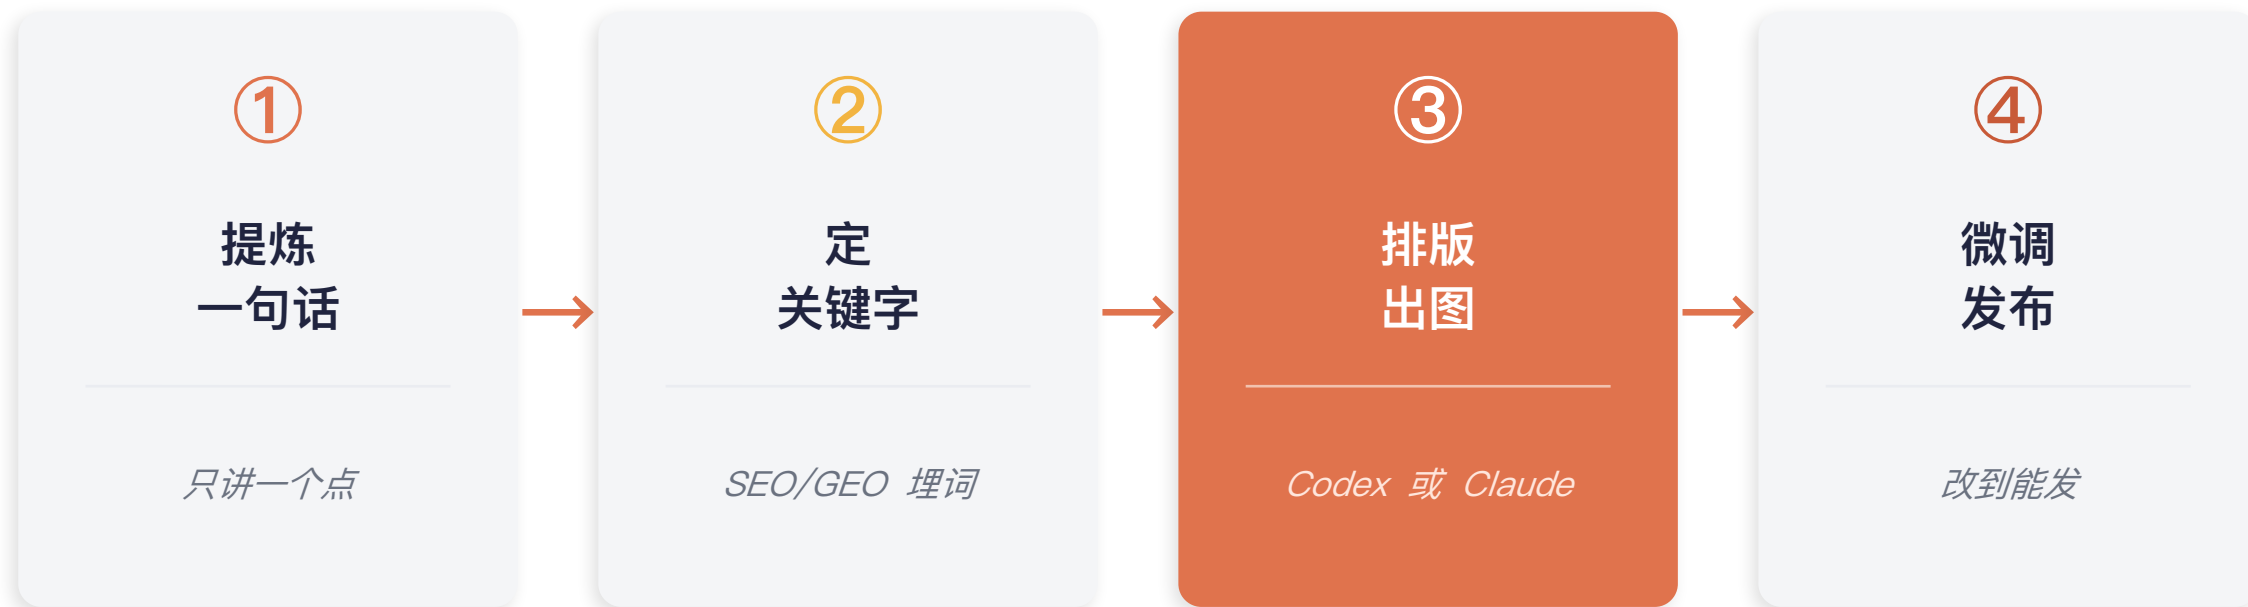 ①
提炼
一句话
只讲一个点
②
定
关键字
SEO/GEO 埋词
③
排版
出图
Codex 或 Claude
④
微调
发布
改到能发